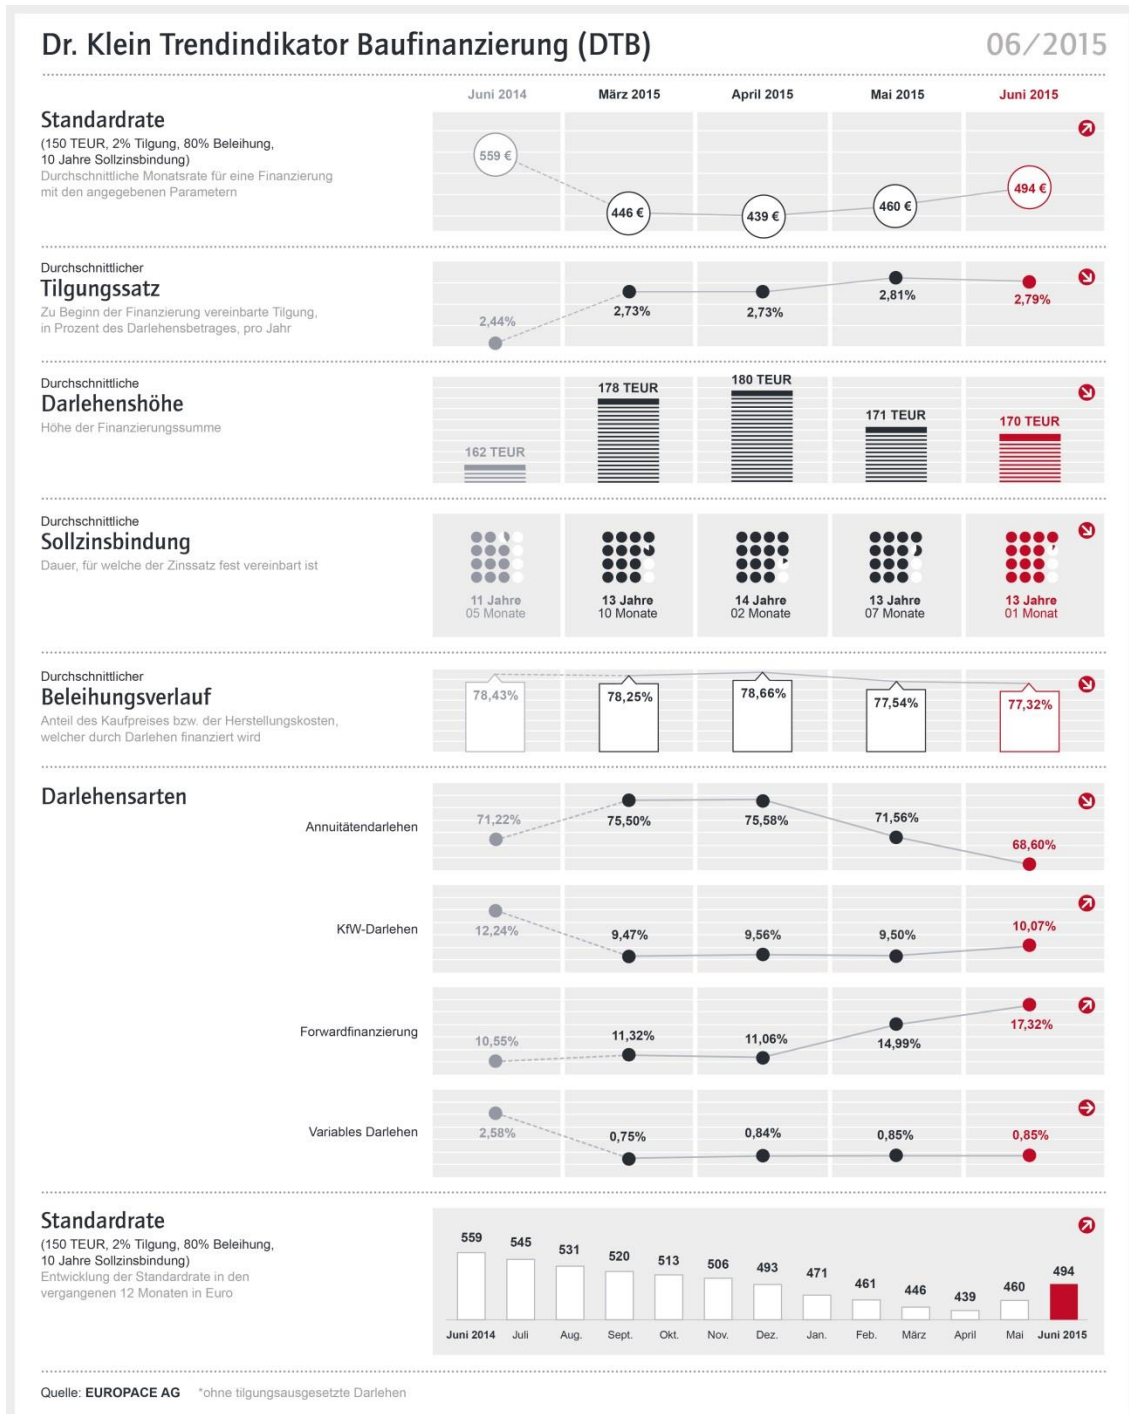 Dr. Klein Trendindikator Baufinanzierung (DTB)
06/2015
Juni 2014 März 2015 April 2015 Mai 2015 Juni 2015
Standardrate
(150 TEUR, 2% Tilgung, 80% Beleihung,
10 Jahre Sollzinsbindung)
Durchschnittliche Monatsrate für eine Finanzierung
mit den angegebenen Parametern
559 € 446 € 439 € 460 € 494 €
Durchschnittlicher
Tilgungssatz
Zu Beginn der Finanzierung vereinbarte Tilgung,
in Prozent des Darlehensbetrages, pro Jahr
2,44% 2,73% 2,73% 2,81% 2,79%
Durchschnittliche
Darlehenshöhe
Höhe der Finanzierungssumme
162 TEUR 178 TEUR 180 TEUR 171 TEUR 170 TEUR
Durchschnittliche
Sollzinsbindung
Dauer, für welche der Zinssatz fest vereinbart ist
11 Jahre 13 Jahre 14 Jahre 13 Jahre 13 Jahre
05 Monate 10 Monate 02 Monate 07 Monate 01 Monat
Durchschnittlicher
Beleihungsverlauf
Anteil des Kaufpreises bzw. der Herstellungskosten,
welcher durch Darlehen finanziert wird
78,43% 78,25% 78,66% 77,54% 77,32%
Darlehensarten
Annuitätendarlehen
71,22% 75,50% 75,58% 71,56% 68,60%
KfW-Darlehen
12,24% 9,47% 9,56% 9,50% 10,07%
Forwardfinanzierung
10,55% 11,32% 11,06% 14,99% 17,32%
Variables Darlehen
2,58% 0,75% 0,84% 0,85% 0,85%
Standardrate
(150 TEUR, 2% Tilgung, 80% Beleihung,
10 Jahre Sollzinsbindung)
Entwicklung der Standardrate in den
vergangenen 12 Monaten in Euro
559 545 531 520 513 506 493 471 461 446 439 460 494
Juni 2014 Juli Aug. Sept. Okt. Nov. Dez. Jan. Feb. März April Mai Juni 2015
Quelle: EUROPACE AG *ohne tilgungsausgesetzte Darlehen